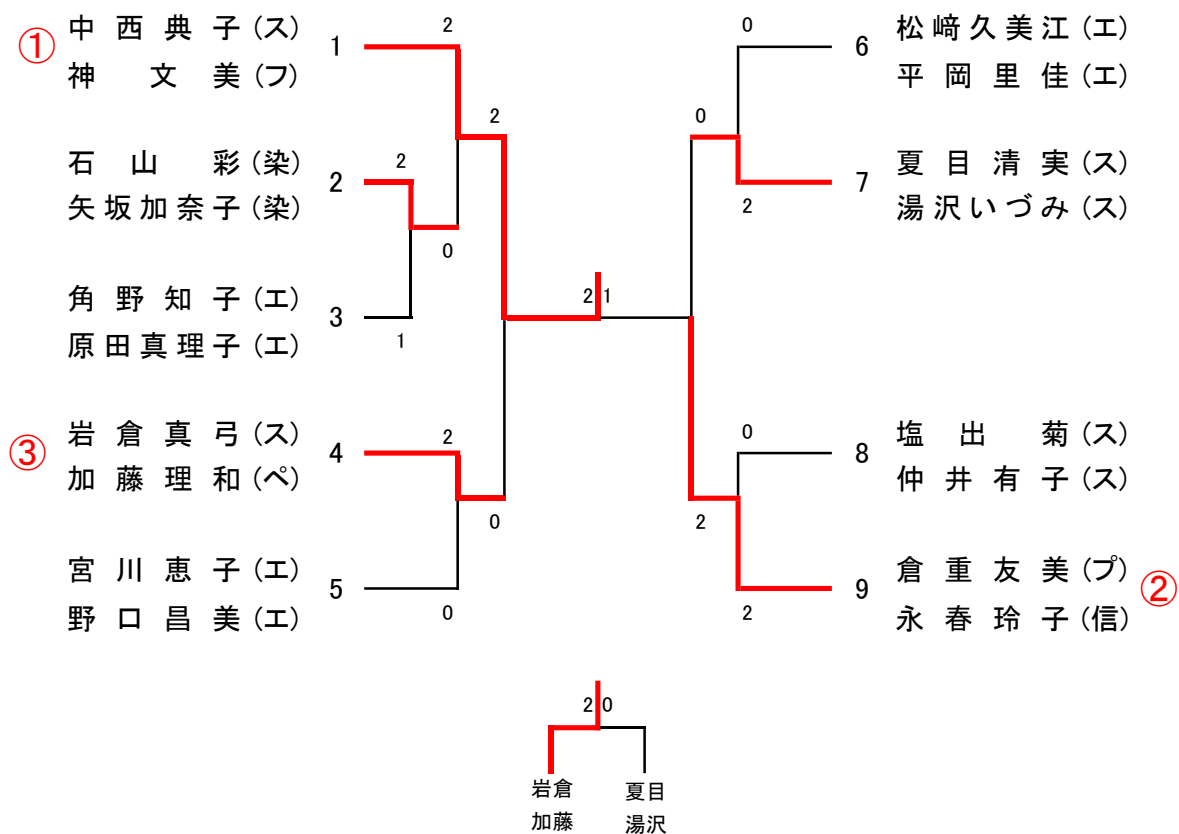 ① 中西典子(ス) 1 2
神文美(フ)
2
石山彩(染) 2 2
矢坂加奈子(染)
0
角野知子(エ) 3
原田真理子(エ) 1
③ 岩倉真弓(ス) 4 2
加藤理和(ペ)
0
宮川恵子(エ) 5
野口昌美(エ) 0
2 1
0 6 松﨑久美江(エ)
平岡里佳(エ)
0
7 夏目清実(ス)
2 湯沢いづみ(ス)
0 8 塩出菊(ス)
仲井有子(ス)
2
9 倉重友美(プ) ②
2 永春玲子(信)
2 0
岩倉 夏目
加藤 湯沢